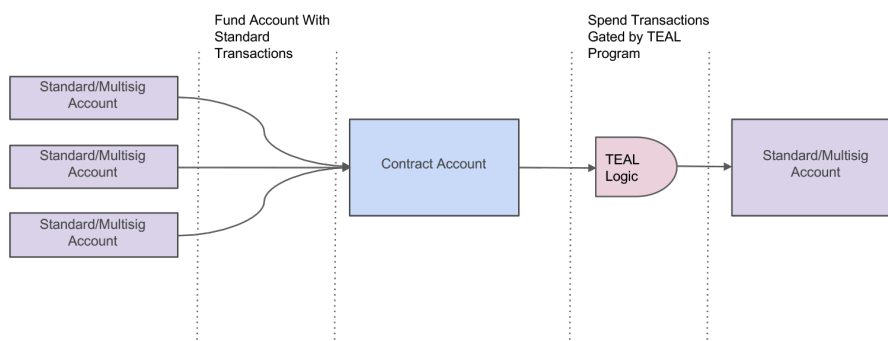 Fund Account With
Standard
Transactions
Spend Transactions
Gated by TEAL
Program
Standard/Multisig
Account
Standard/Multisig
Account
Standard/Multisig
Account
Contract Account
TEAL
Logic
Standard/Multisig
Account